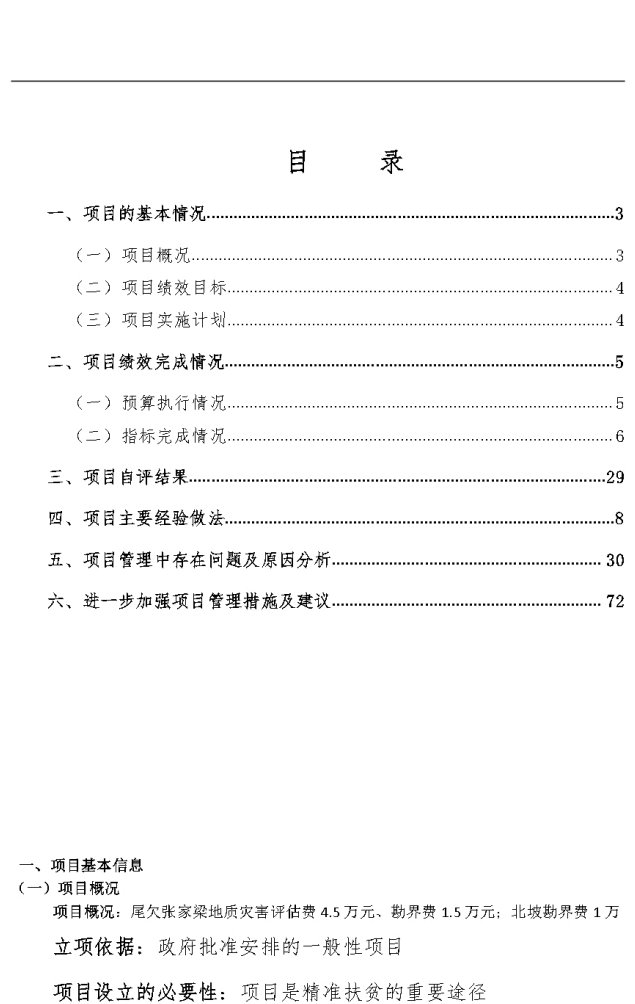 目 录
一、项目的基本情况........3
（一）项目概况........3
（二）项目绩效目标........4
（三）项目实施计划........4
二、项目绩效完成情况........5
（一）预算执行情况........5
（二）指标完成情况........6
三、项目自评结果........29
四、项目主要经验做法........8
五、项目管理中存在问题及原因分析........30
六、进一步加强项目管理措施及建议........72
一、项目基本信息
（一）项目概况
项目概况：尾欠张家梁地质灾害评估费 4.5 万元、勘界费 1.5 万元；北坡勘界费 1 万
立项依据：政府批准安排的一般性项目
项目设立的必要性：项目是精准扶贫的重要途径